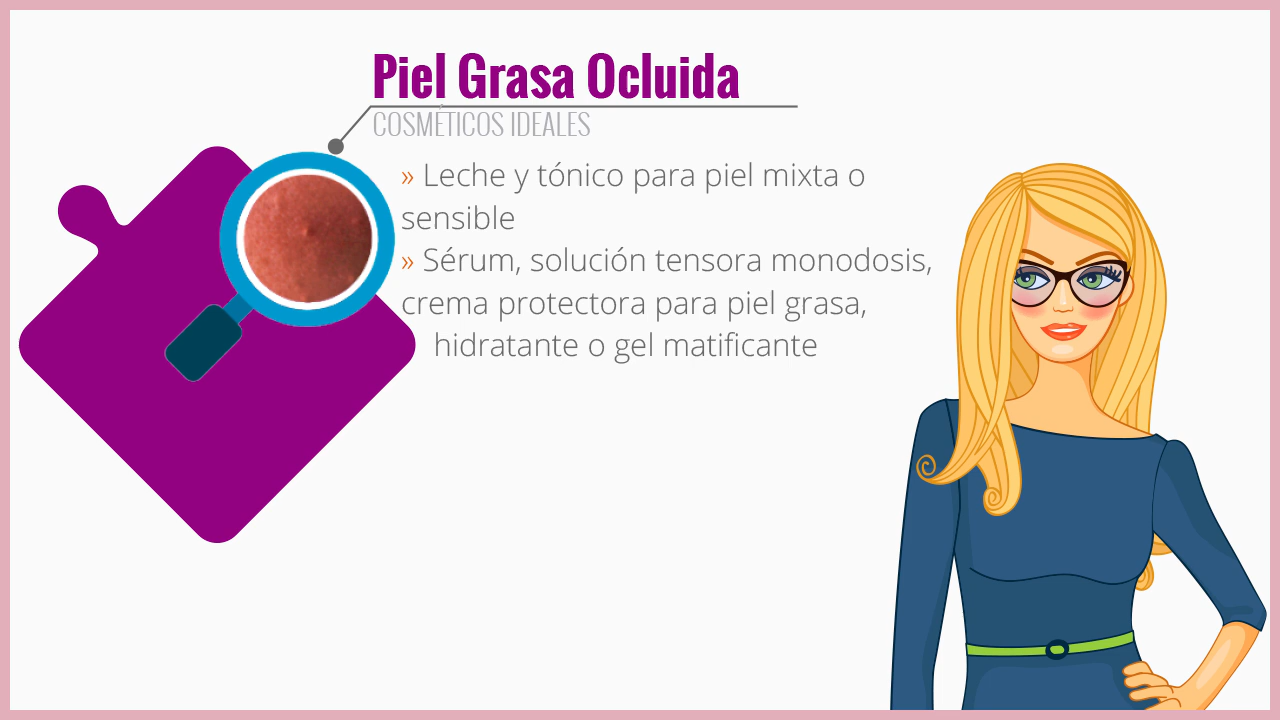 Piel Grasa Ocluida
COSMÉTICOS IDEALES
» Leche y tónico para piel mixta o
sensible
» Sérum, solución tensora monodosis,
crema protectora para piel grasa,
hidratante o gel matificante